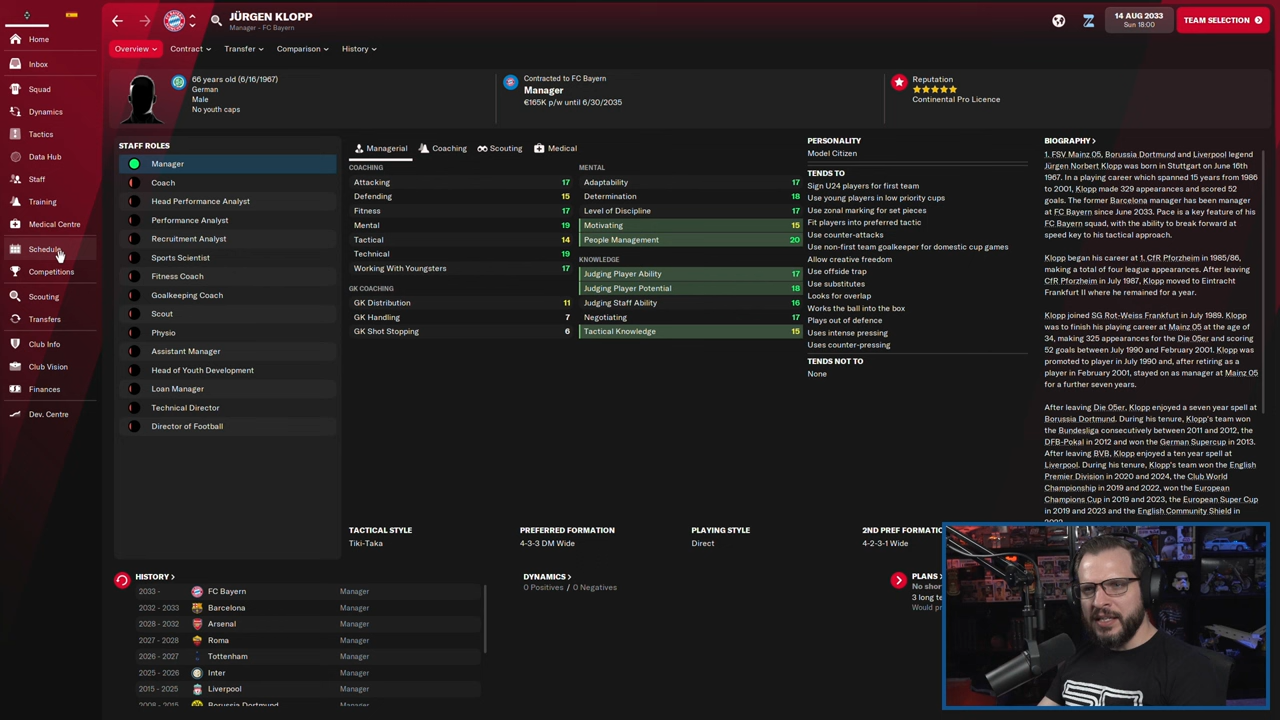 JÜRGEN KLOPP
Manager - FC Bayern
14 AUG 2033
Sun 18:00
TEAM SELECTION
Home
Inbox
Squad
Dynamics
Tactics
Data Hub
Staff
Training
Medical Centre
Schedule
Competitions
Scouting
Transfers
Club Info
Club Vision
Finances
Dev. Centre
Overview
Contract
Transfer
Comparison
History
66 years old (6/16/1967)
German
Male
No youth caps
Contracted to FC Bayern
Manager
€165K p/w until 6/30/2035
Reputation
Continental Pro Licence
STAFF ROLES
Manager
Coach
Head Performance Analyst
Performance Analyst
Recruitment Analyst
Sports Scientist
Fitness Coach
Goalkeeping Coach
Scout
Physio
Assistant Manager
Head of Youth Development
Loan Manager
Technical Director
Director of Football
Managerial
Coaching
Scouting
Medical
COACHING
Attacking 17
Defending 15
Fitness 17
Mental 19
Tactical 14
Technical 19
Working With Youngsters 17
GK COACHING
GK Distribution 11
GK Handling 7
GK Shot Stopping 6
MENTAL
Adaptability 17
Determination 18
Level of Discipline 17
Motivating 15
People Management 20
KNOWLEDGE
Judging Player Ability 17
Judging Player Potential 18
Judging Staff Ability 16
Negotiating 17
Tactical Knowledge 15
PERSONALITY
Model Citizen
TENDS TO
Sign U24 players for first team
Use young players in low priority cups
Use zonal marking for set pieces
Fit players into preferred tactic
Use counter-attacks
Use non-first team goalkeeper for domestic cup games
Allow creative freedom
Use offside trap
Use substitutes
Looks for overlap
Works the ball into the box
Plays out of defence
Uses intense pressing
Uses counter-pressing
TENDS NOT TO
None
BIOGRAPHY
1. FSV Mainz 05, Borussia Dortmund and Liverpool legend
Jürgen Norbert Klopp was born in Stuttgart on June 16th
1967. In a playing career which spanned 15 years from 1986
to 2001, Klopp made 329 appearances and scored 52
goals. The former Barcelona manager has been manager
at FC Bayern since June 2033. Pace is a key feature of his
FC Bayern squad, with the ability to break forward at
speed key to his tactical approach.
Klopp began his career at 1. CfR Pforzheim in 1985/86,
making a total of four league appearances. After leaving
CfR Pforzheim in July 1987, Klopp moved to Eintracht
Frankfurt II where he remained for a year.
Klopp joined SG Rot-Weiss Frankfurt in July 1989. Klopp
was to finish his playing career at Mainz 05 at the age of
34, making 325 appearances for the Die 05er and scoring
52 goals between July 1990 and February 2001. Klopp was
promoted to player in July 1990 and, after retiring as a
player in February 2001, stayed on as manager at Mainz 05
for a further seven years.
After leaving Die 05er, Klopp enjoyed a seven year spell at
Borussia Dortmund. During his tenure, Klopp's team won
the Bundesliga consecutively between 2011 and 2012, the
DFB-Pokal in 2012 and won the German Supercup in 2013.
After leaving BVB, Klopp enjoyed a ten year spell at
Liverpool. During his tenure, Klopp's team won the English
Premier Division in 2020 and 2024, the Club World
Championship in 2019 and 2022, won the European
Champions Cup in 2019 and 2023, the European Super Cup
in 2019 and 2023 and the English Community Shield in
TACTICAL STYLE
Tiki-Taka
PREFERRED FORMATION
4-3-3 DM Wide
PLAYING STYLE
Direct
2ND PREF FORMATIO
4-2-3-1 Wide
HISTORY
2033 - FC Bayern Manager
2032 - 2033 Barcelona Manager
2028 - 2032 Arsenal Manager
2027 - 2028 Roma Manager
2026 - 2027 Tottenham Manager
2025 - 2026 Inter Manager
2015 - 2025 Liverpool Manager
2008 - 2015 Borussia Dortmund Manager
DYNAMICS
0 Positives / 0 Negatives
PLANS
No shor
3 long te
Would pr